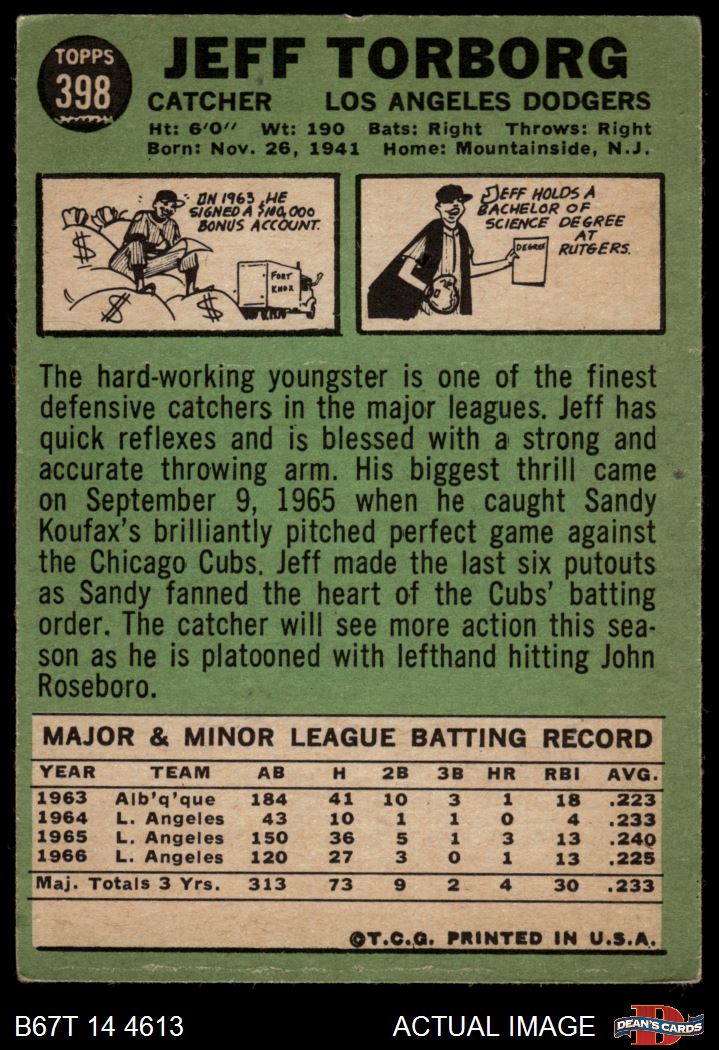 TOPPS
398
JEFF TORBORG
CATCHER LOS ANGELES DODGERS
Ht: 6'0" Wt: 190 Bats: Right Throws: Right
Born: Nov. 26, 1941 Home: Mountainside, N.J.
IN 1963, HE
SIGNED A $100,000
BONUS ACCOUNT.
$
$
$
FORT
KNOX
JEFF HOLDS A
BACHELOR OF
SCIENCE DEGREE
AT
RUTGERS.
DEGREE
The hard-working youngster is one of the finest
defensive catchers in the major leagues. Jeff has
quick reflexes and is blessed with a strong and
accurate throwing arm. His biggest thrill came
on September 9, 1965 when he caught Sandy
Koufax's brilliantly pitched perfect game against
the Chicago Cubs. Jeff made the last six putouts
as Sandy fanned the heart of the Cubs' batting
order. The catcher will see more action this sea-
son as he is platooned with lefthand hitting John
Roseboro.
MAJOR & MINOR LEAGUE BATTING RECORD
YEAR TEAM AB H 2B 3B HR RBI AVG.
1963 Alb'q'que 184 41 10 3 1 18 .223
1964 L. Angeles 43 10 1 1 0 4 .233
1965 L. Angeles 150 36 5 1 3 13 .240
1966 L. Angeles 120 27 3 0 1 13 .225
Maj. Totals 3 Yrs. 313 73 9 2 4 30 .233
©T.C.G. PRINTED IN U.S.A.
B67T 14 4613 ACTUAL IMAGE
D
DEAN'S CARDS